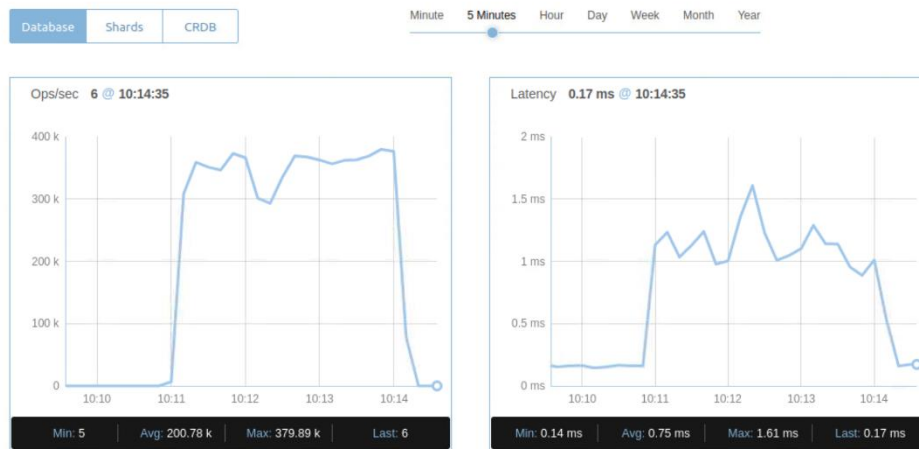 Database Shards CRDB
Minute 5 Minutes Hour Day Week Month Year
Ops/sec 6 @ 10:14:35
400 k
300 k
200 k
100 k
0
10:10 10:11 10:12 10:13 10:14
Min: 5 Avg: 200.78 k Max: 379.89 k Last: 6
Latency 0.17 ms @ 10:14:35
2 ms
1.5 ms
1 ms
0.5 ms
0 ms
10:10 10:11 10:12 10:13 10:14
Min: 0.14 ms Avg: 0.75 ms Max: 1.61 ms Last: 0.17 ms